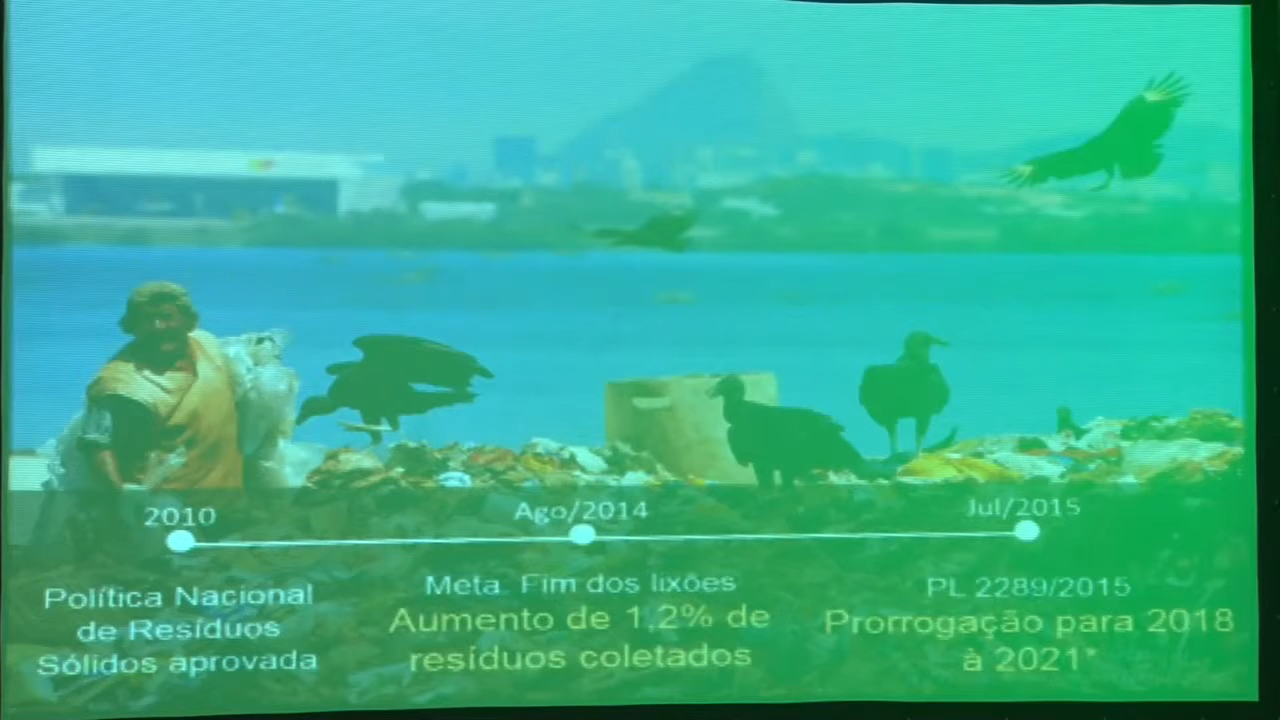 2010
Ago/2014
Jul/2015
Política Nacional
de Resíduos
Sólidos aprovada
Meta: Fim dos lixões
Aumento de 1,2% de
resíduos coletados
PL 2289/2015
Prorrogação para 2018
à 2021*